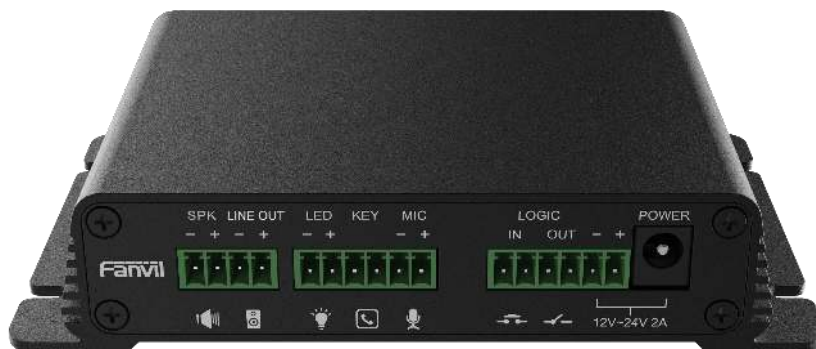 SPK LINE OUT LED KEY MIC LOGIC POWER
- + - + - + - + IN OUT - +
Fanvil
12V~24V 2A